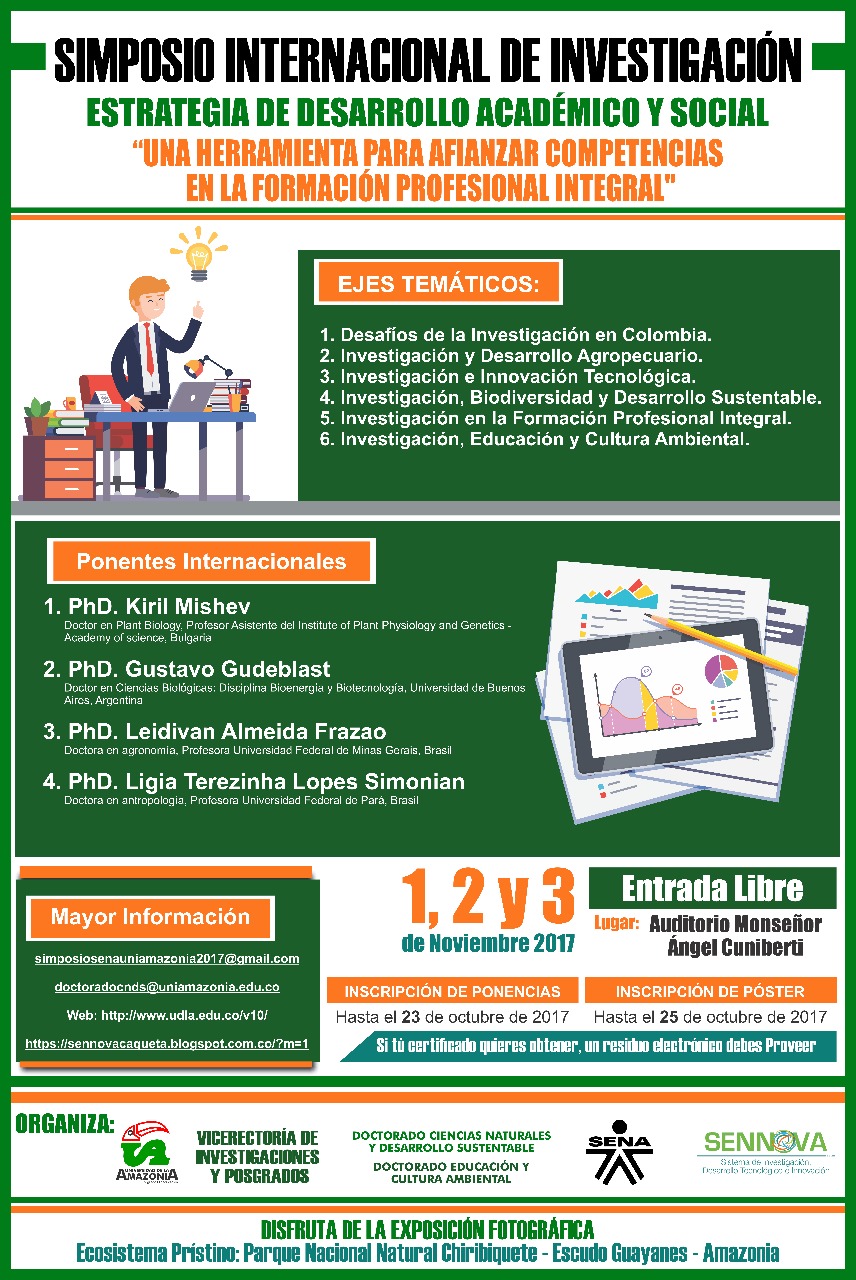 SIMPOSIO INTERNACIONAL DE INVESTIGACIÓN
ESTRATEGIA DE DESARROLLO ACADÉMICO Y SOCIAL
“UNA HERRAMIENTA PARA AFIANZAR COMPETENCIAS
EN LA FORMACIÓN PROFESIONAL INTEGRAL"
EJES TEMÁTICOS:
1. Desafíos de la Investigación en Colombia.
2. Investigación y Desarrollo Agropecuario.
3. Investigación e Innovación Tecnológica.
4. Investigación, Biodiversidad y Desarrollo Sustentable.
5. Investigación en la Formación Profesional Integral.
6. Investigación, Educación y Cultura Ambiental.
Ponentes Internacionales
1. PhD. Kiril Mishev
Doctor en Plant Biology, Profesor Asistente del Institute of Plant Physiology and Genetics -
Academy of science, Bulgaria
2. PhD. Gustavo Gudeblast
Doctor en Ciencias Biológicas: Disciplina Bioenergía y Biotecnología, Universidad de Buenos
Aires, Argentina
3. PhD. Leidivan Almeida Frazao
Doctora en agronomía, Profesora Universidad Federal de Minas Gerais, Brasil
4. PhD. Ligia Terezinha Lopes Simonian
Doctora en antropología, Profesora Universidad Federal de Pará, Brasil
Mayor Información
simposiosenauniamazonia2017@gmail.com
doctoradocnds@uniamazonia.edu.co
Web: http://www.udla.edu.co/v10/
https://sennovacaqueta.blogspot.com.co/?m=1
1, 2 y 3
de Noviembre 2017
Entrada Libre
Lugar: Auditorio Monseñor
Ángel Cuniberti
INSCRIPCIÓN DE PONENCIAS
Hasta el 23 de octubre de 2017
INSCRIPCIÓN DE PÓSTER
Hasta el 25 de octubre de 2017
Si tú certificado quieres obtener, un residuo electrónico debes Proveer
ORGANIZA:
UNIVERSIDAD DE LA
AMAZONIA
VICERECTORÍA DE
INVESTIGACIONES
Y POSGRADOS
DOCTORADO CIENCIAS NATURALES
Y DESARROLLO SUSTENTABLE
DOCTORADO EDUCACIÓN Y
CULTURA AMBIENTAL
SENA
SENNOVA
Sistema de Investigación,
Desarrollo Tecnológico e Innovación.
DISFRUTA DE LA EXPOSICIÓN FOTOGRÁFICA
Ecosistema Prístino: Parque Nacional Natural Chiribiquete - Escudo Guayanes - Amazonia